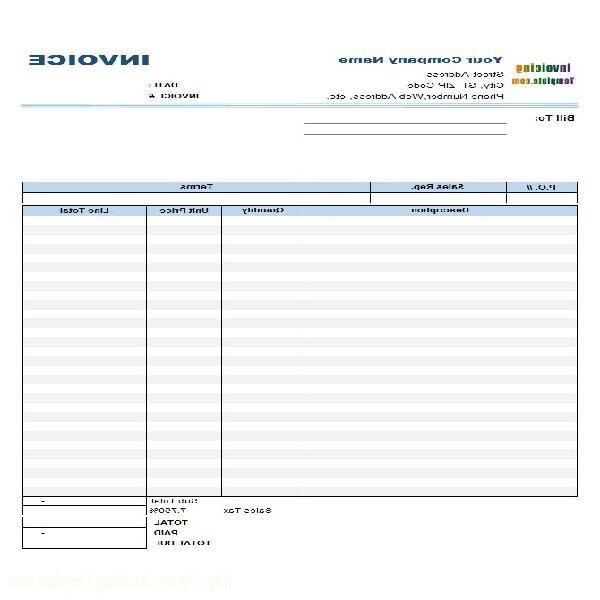 Invoicing
Template.com
Your Company Name
INVOICE
Street Address
City, ST ZIP Code
DATE:
Phone Number,Web Address, etc.
INVOICE #
Bill To:
P.O. #
Sales Rep.
Terms
Description
Quantity
Unit Price
Line Total
Sub Total
-
Sales Tax
7.750%
TOTAL
PAID
-
TOTAL DUE
http://www.InvoicingTemplate.com